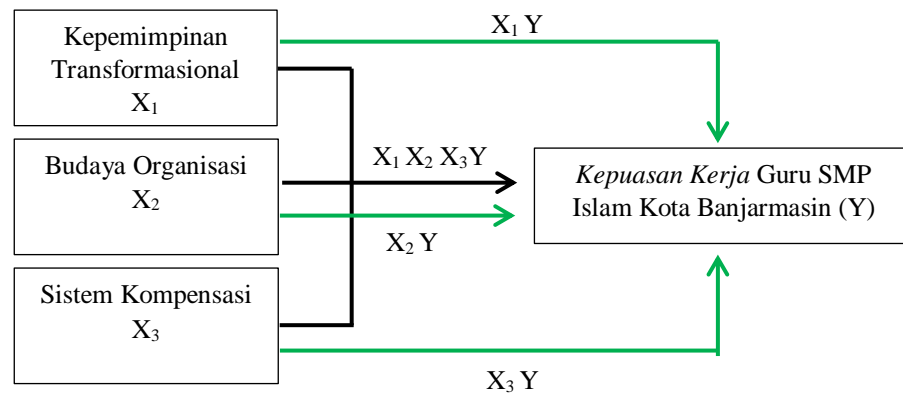 Kepemimpinan
Transformasional
X₁
X₁ Y
Budaya Organisasi
X₂
X₁ X₂ X₃Y
X₂ Y
Kepuasan Kerja Guru SMP
Islam Kota Banjarmasin (Y)
Sistem Kompensasi
X₃
X₃ Y